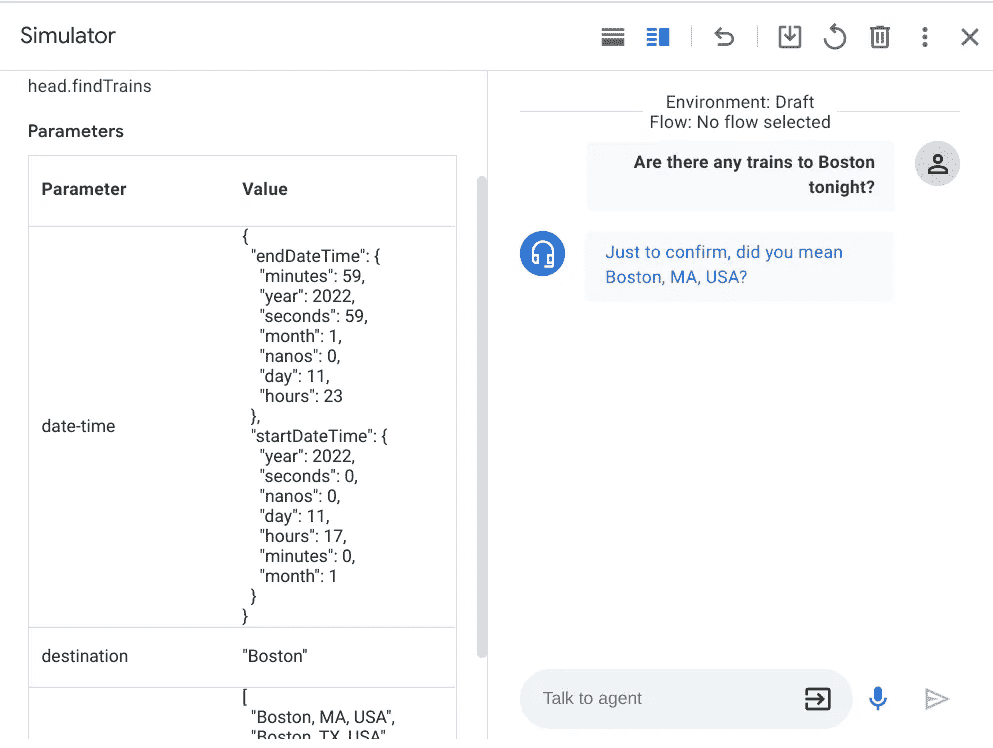 Simulator
head.findTrains
Parameters
Parameter Value
date-time
{
"endDateTime": {
"minutes": 59,
"year": 2022,
"seconds": 59,
"month": 1,
"nanos": 0,
"day": 11,
"hours": 23
},
"startDateTime": {
"year": 2022,
"seconds": 0,
"nanos": 0,
"day": 11,
"hours": 17,
"minutes": 0,
"month": 1
}
}
destination "Boston"
[
"Boston, MA, USA",
"Boston, TX, USA"
Environment: Draft
Flow: No flow selected
Are there any trains to Boston
tonight?
Just to confirm, did you mean
Boston, MA, USA?
Talk to agent